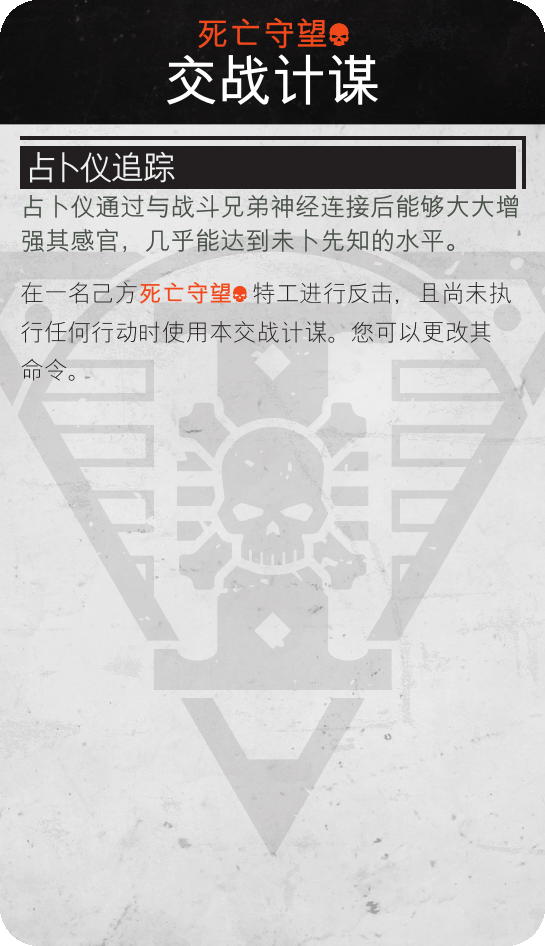 死亡守望
交战计谋
占卜仪追踪
占卜仪通过与战斗兄弟神经连接后能够大大增
强其感官，几乎能达到未卜先知的水平。
在一名己方死亡守望特工进行反击，且尚未执
行任何行动时使用本交战计谋。您可以更改其
命令。